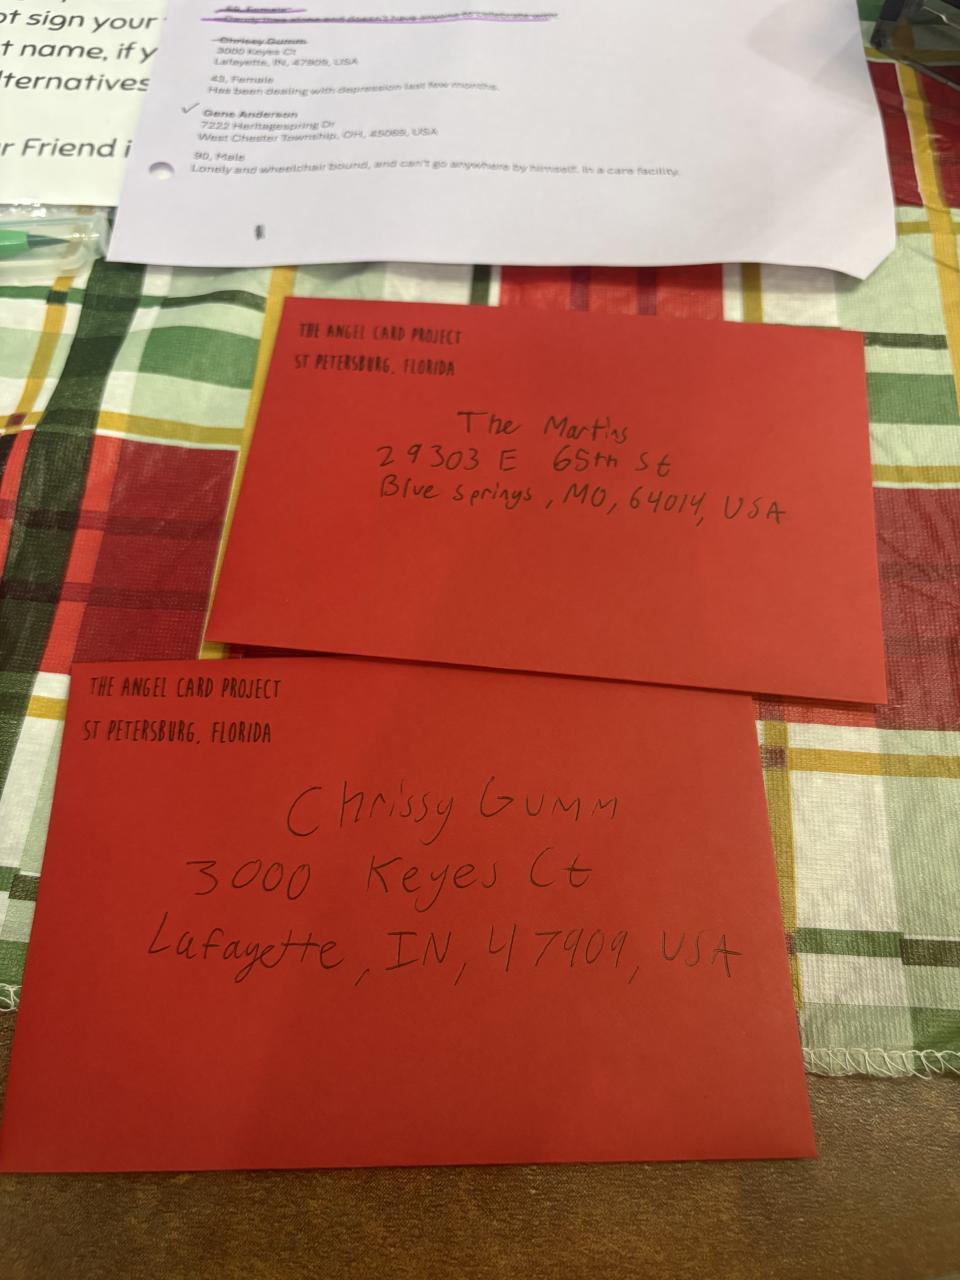 ot sign your
t name, if y
lternatives
r Friend i
59, Female
Chrissy Gumm
3000 Keyes Ct
Lafayette, IN, 47909, USA
Has been dealing with depression last few months.
Gene Anderson
7222 Heritagespring Dr
West Chester Township, OH, 45069, USA
90, Male
Lonely and wheelchair bound, and can't go anywhere by himself. In a care facility.
THE ANGEL CARD PROJECT
ST PETERSBURG, FLORIDA
The Martins
29303 E 65th St
Blue Springs, MO, 64014, USA
THE ANGEL CARD PROJECT
ST PETERSBURG, FLORIDA
Chrissy Gumm
3000 Keyes Ct
Lafayette, IN, 47909, USA